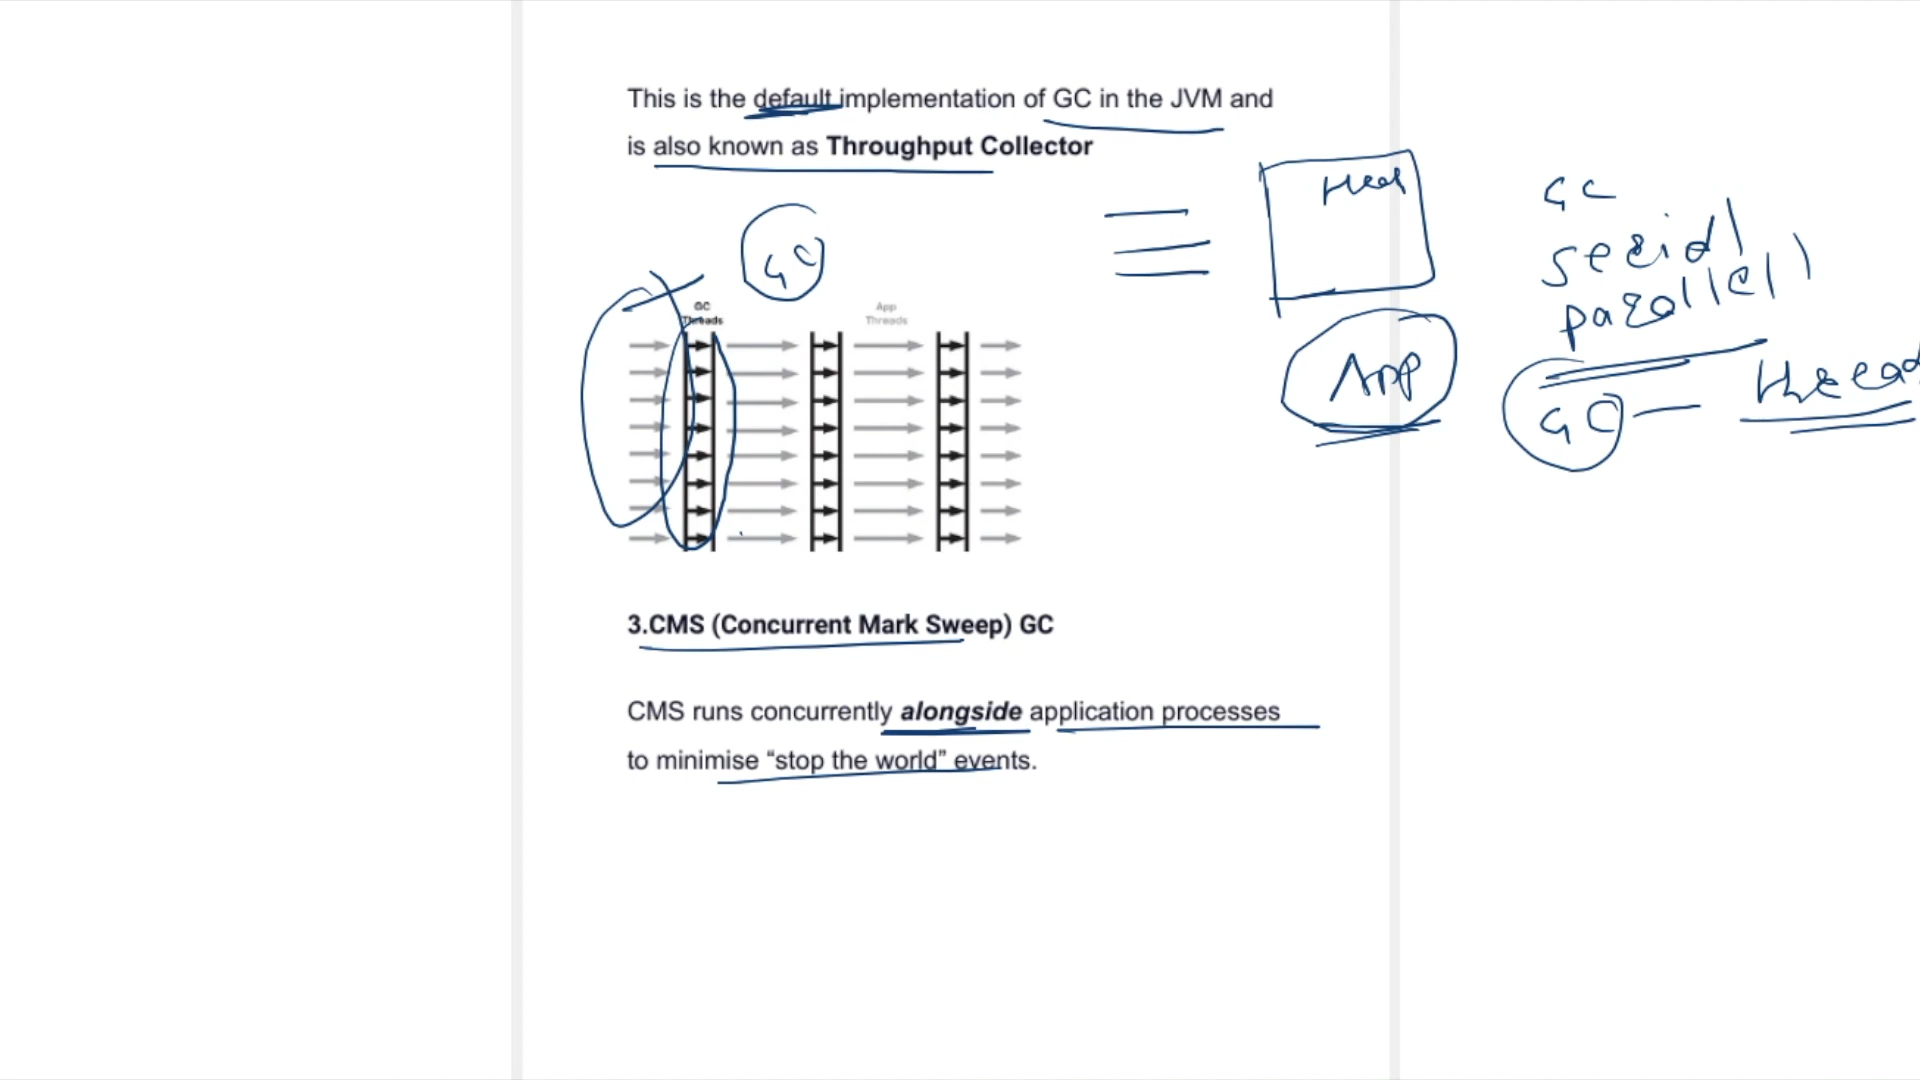 This is the default implementation of GC in the JVM and
is also known as Throughput Collector
GC
GC
Threads
App
Threads
Heap
App
GC
serial
parallel
GC — thread
3.CMS (Concurrent Mark Sweep) GC
CMS runs concurrently alongside application processes
to minimise “stop the world” events.